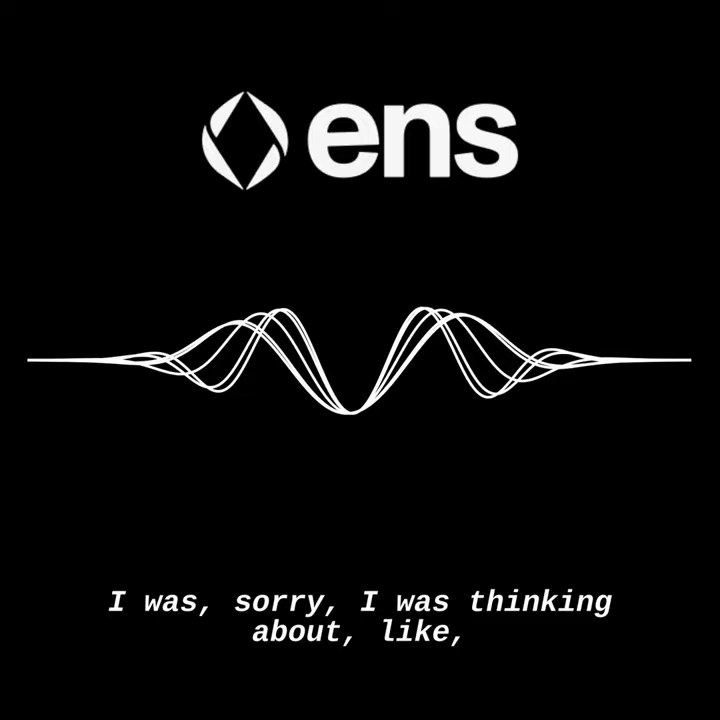 ens
I was, sorry, I was thinking
about, like,